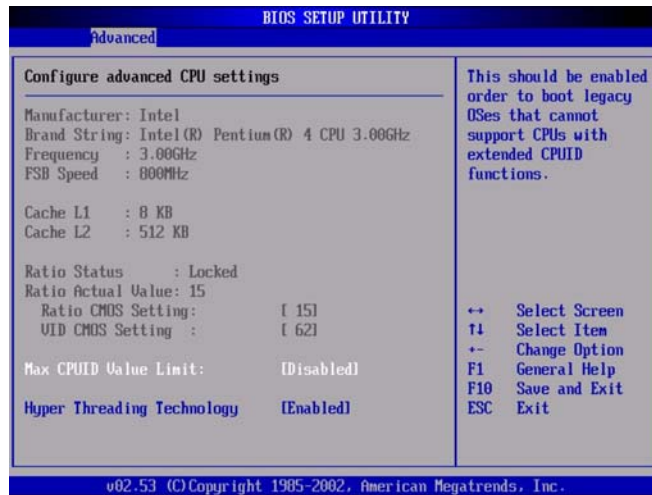 BIOS SETUP UTILITY
Advanced
Configure advanced CPU settings
Manufacturer: Intel
Brand String: Intel(R) Pentium(R) 4 CPU 3.00GHz
Frequency : 3.00GHz
FSB Speed : 800MHz
Cache L1 : 8 KB
Cache L2 : 512 KB
Ratio Status : Locked
Ratio Actual Value: 15
Ratio CMOS Setting: [ 15]
VID CMOS Setting : [ 62]
Max CPUID Value Limit: [Disabled]
Hyper Threading Technology [Enabled]
This should be enabled
order to boot legacy
OSes that cannot
support CPUs with
extended CPUID
functions.
↔ Select Screen
↑↓ Select Item
+- Change Option
F1 General Help
F10 Save and Exit
ESC Exit
v02.53 (C)Copyright 1985-2002, American Megatrends, Inc.